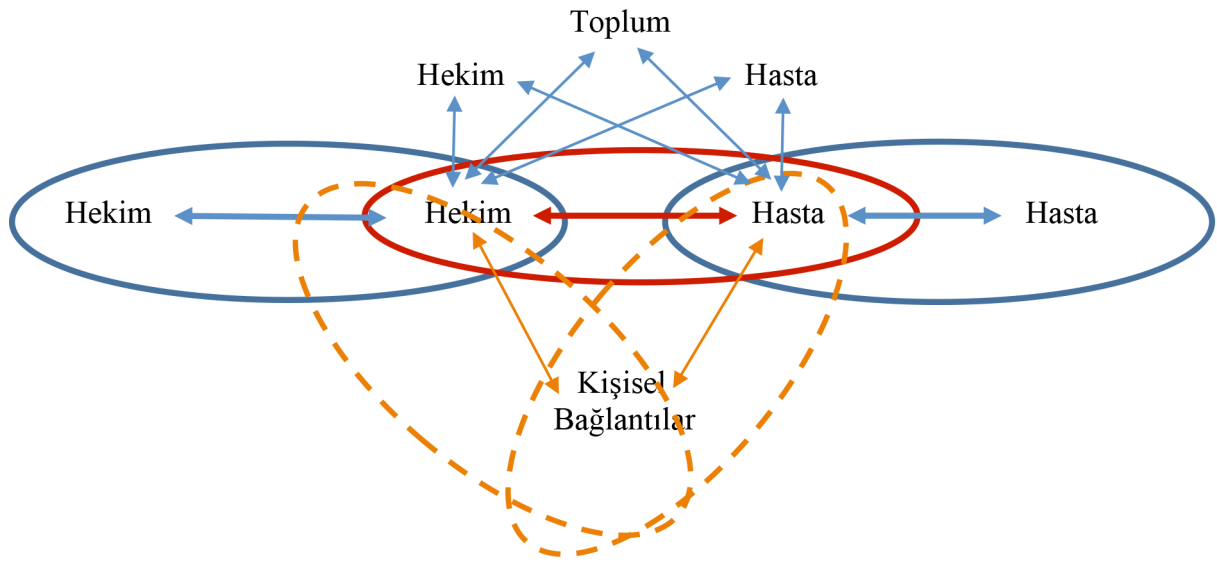 Toplum
Hekim
Hasta
Hekim
Hekim
Hasta
Hasta
Kişisel
Bağlantılar